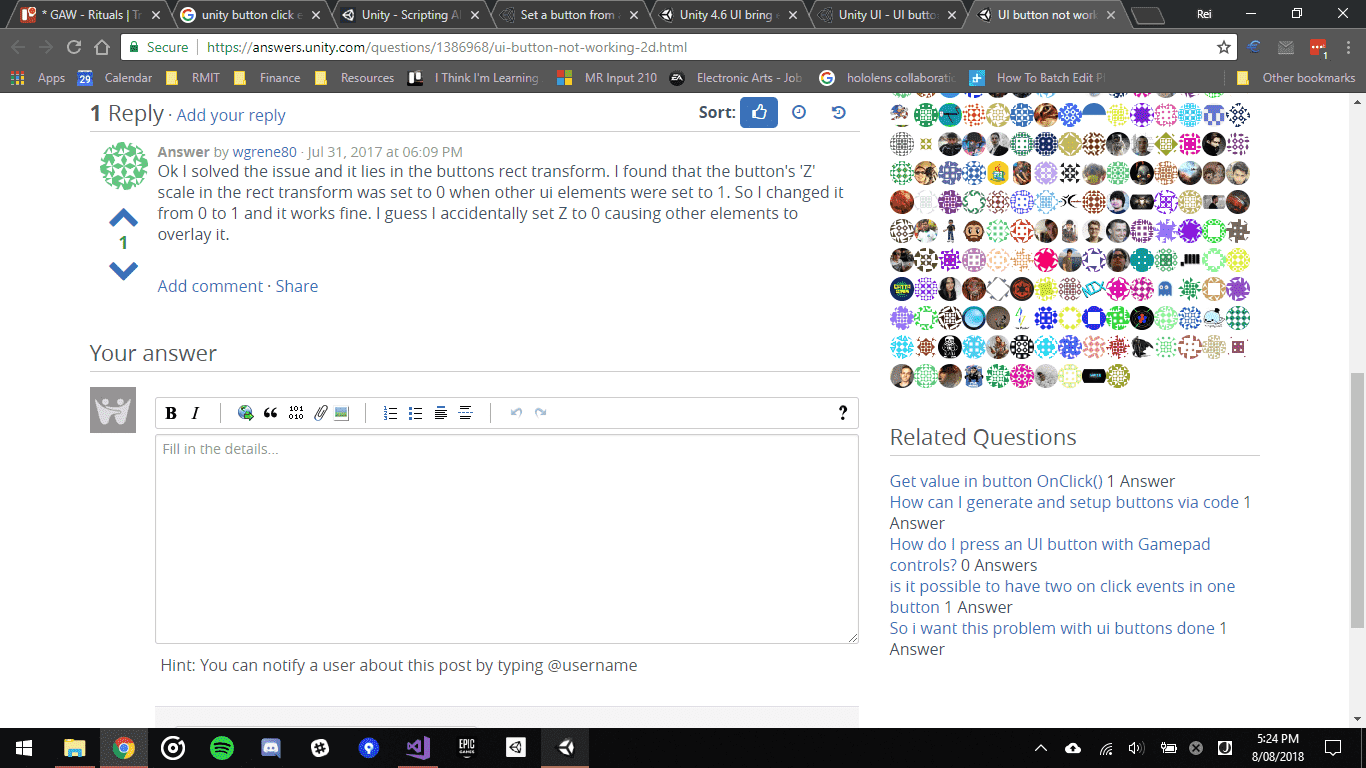 * GAW - Rituals | Tr
unity button click e
Unity - Scripting AP
Set a button from a
Unity 4.6 UI bring e
Unity UI - UI butto
UI button not work
Rei
Secure | https://answers.unity.com/questions/1386968/ui-button-not-working-2d.html
Apps
29
Calendar
RMIT
Finance
Resources
I Think I'm Learning
MR Input 210
EA
Electronic Arts - Job
hololens collaboratic
How To Batch Edit P
Other bookmarks
1 Reply · Add your reply
Sort:
Answer by wgrene80 · Jul 31, 2017 at 06:09 PM
Ok I solved the issue and it lies in the buttons rect transform. I found that the button's 'Z'
scale in the rect transform was set to 0 when other ui elements were set to 1. So I changed it
from 0 to 1 and it works fine. I guess I accidentally set Z to 0 causing other elements to
overlay it.
1
Add comment · Share
Your answer
B I
101
010
?
Fill in the details...
Hint: You can notify a user about this post by typing @username
Related Questions
Get value in button OnClick() 1 Answer
How can I generate and setup buttons via code 1
Answer
How do I press an UI button with Gamepad
controls? 0 Answers
is it possible to have two on click events in one
button 1 Answer
So i want this problem with ui buttons done 1
Answer
EPIC
GAMES
5:24 PM
8/08/2018